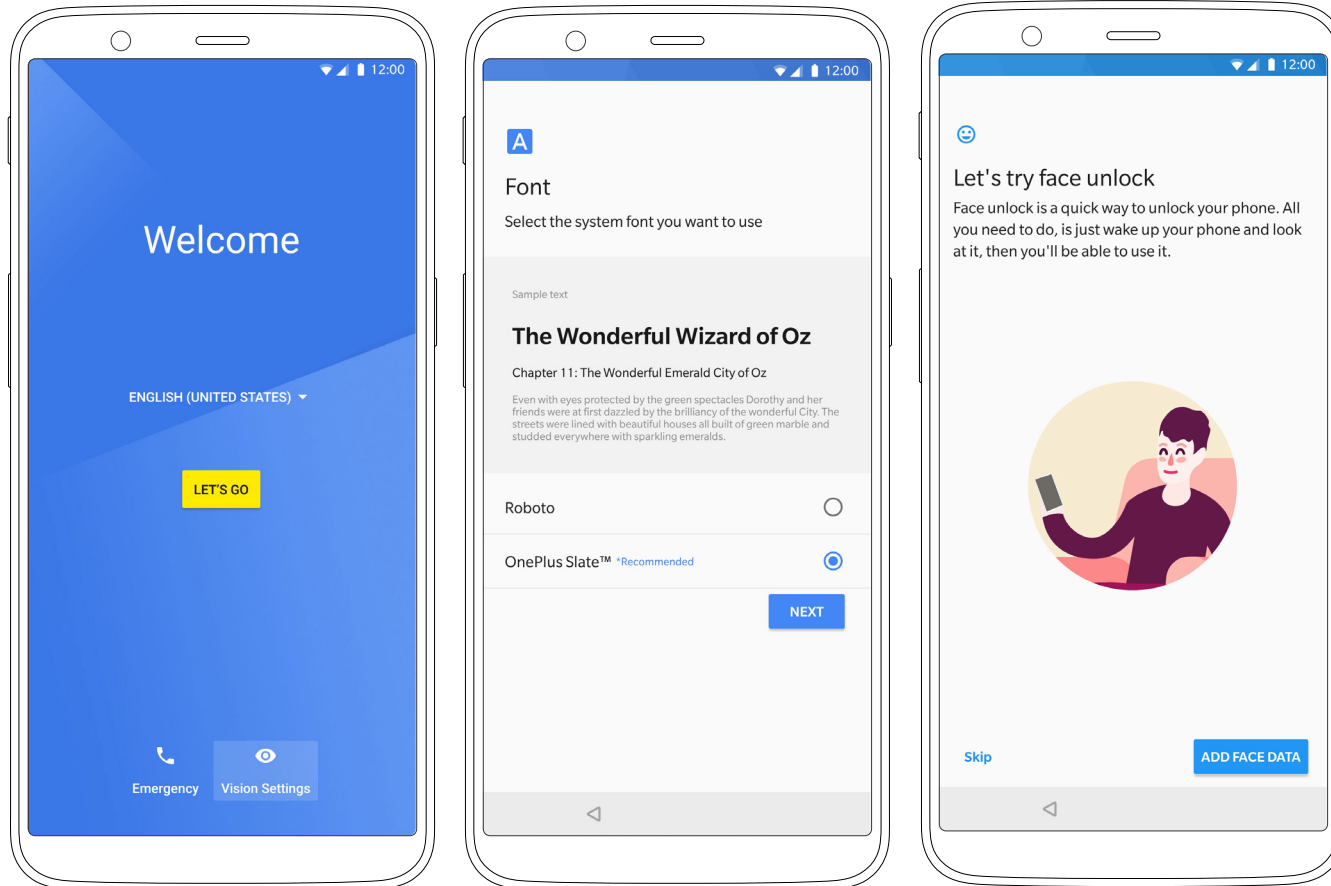 12:00
Welcome
ENGLISH (UNITED STATES)
LET'S GO
Emergency
Vision Settings
12:00
A
Font
Select the system font you want to use
Sample text
The Wonderful Wizard of Oz
Chapter 11: The Wonderful Emerald City of Oz
Even with eyes protected by the green spectacles Dorothy and her
friends were at first dazzled by the brilliancy of the wonderful City. The
streets were lined with beautiful houses all built of green marble and
studded everywhere with sparkling emeralds.
Roboto
OnePlus Slate™ *Recommended
NEXT
12:00
Let's try face unlock
Face unlock is a quick way to unlock your phone. All
you need to do, is just wake up your phone and look
at it, then you'll be able to use it.
Skip
ADD FACE DATA